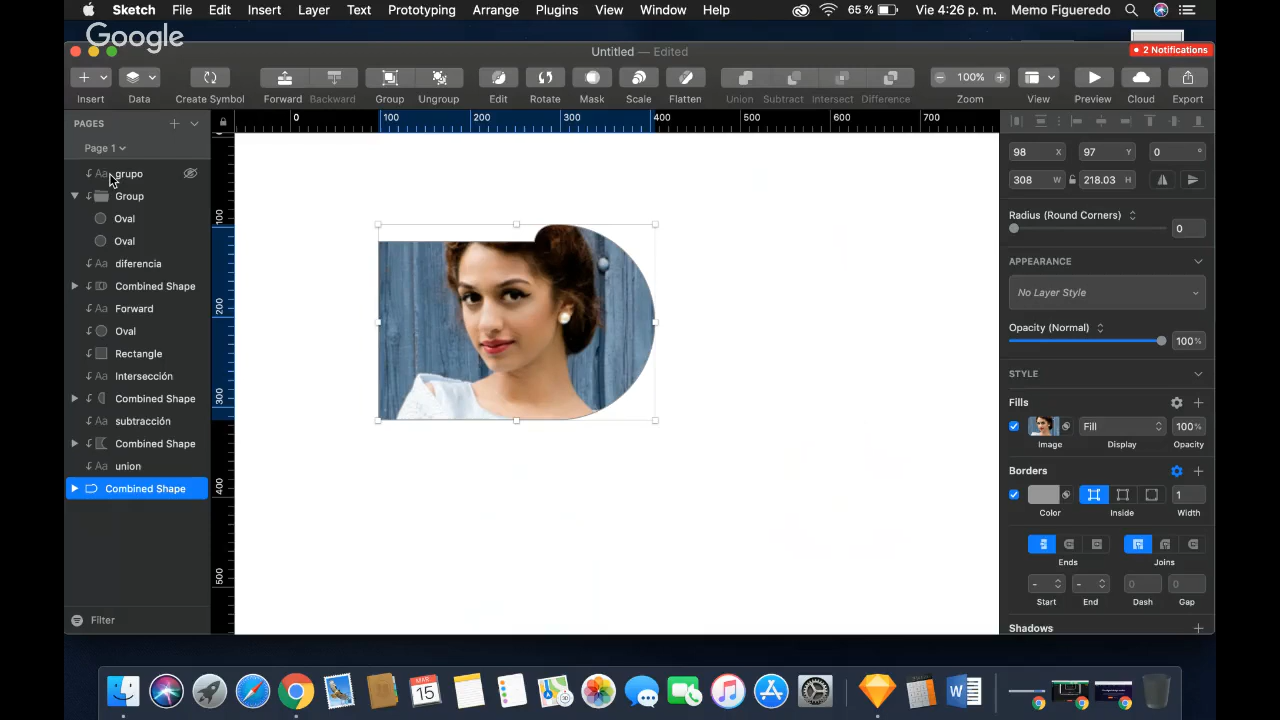 Sketch File Edit Insert Layer Text Prototyping Arrange Plugins View Window Help 65 % Vie 4:26 p. m. Memo Figueredo
Google
Untitled — Edited
2 Notifications
100%
Insert Data Create Symbol Forward Backward Group Ungroup Edit Rotate Mask Scale Flatten Union Subtract Intersect Difference Zoom View Preview Cloud Export
PAGES
0 100 200 300 400 500 600 700
Page 1
98 X 97 Y 0 °
grupo
308 W 218.03 H
Group
Oval
100
Radius (Round Corners)
0
Oval
diferencia
APPEARANCE
Combined Shape
No Layer Style
Forward
200
Oval
Opacity (Normal)
100%
Rectangle
Intersección
STYLE
Combined Shape
300
Fills
subtracción
Fill 100%
Image Display Opacity
Combined Shape
union
Borders
Combined Shape
400
1
Color Inside Width
Ends Joins
500
- - 0 0
Start End Dash Gap
Filter
Shadows
MAR
15
3D
W